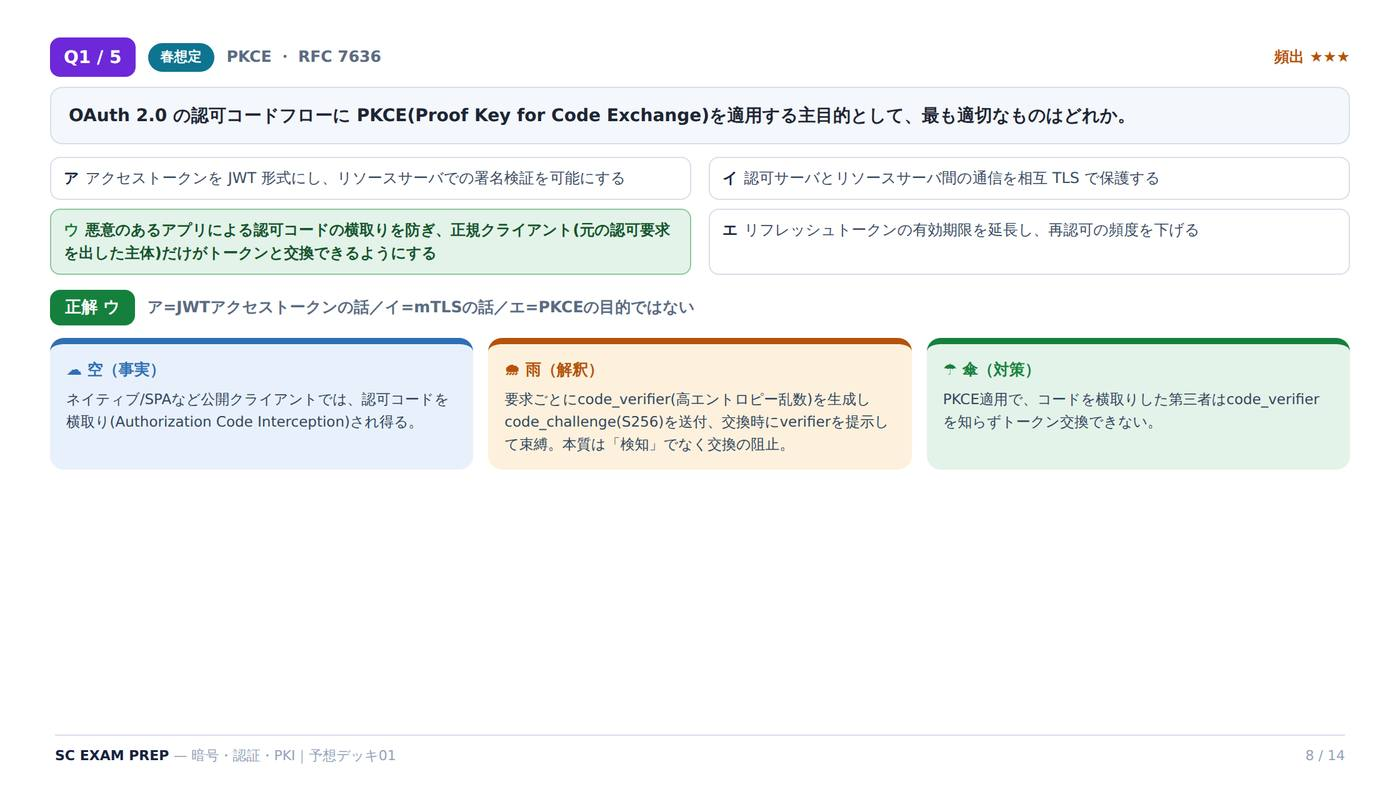 Q1 / 5
春想定
PKCE ・ RFC 7636
頻出 ★★★
OAuth 2.0 の認可コードフローに PKCE(Proof Key for Code Exchange)を適用する主目的として、最も適切なものはどれか。
ア アクセストークンを JWT 形式にし、リソースサーバでの署名検証を可能にする
イ 認可サーバとリソースサーバ間の通信を相互 TLS で保護する
ウ 悪意のあるアプリによる認可コードの横取りを防ぎ、正規クライアント(元の認可要求
を出した主体)だけがトークンと交換できるようにする
エ リフレッシュトークンの有効期限を延長し、再認可の頻度を下げる
正解 ウ
ア=JWTアクセストークンの話／イ=mTLSの話／エ=PKCEの目的ではない
☁ 空（事実）
ネイティブ/SPAなど公開クライアントでは、認可コードを
横取り(Authorization Code Interception)され得る。
🌧 雨（解釈）
要求ごとにcode_verifier(高エントロピー乱数)を生成し
code_challenge(S256)を送付、交換時にverifierを提示し
て束縛。本質は「検知」でなく交換の阻止。
☂ 傘（対策）
PKCE適用で、コードを横取りした第三者はcode_verifier
を知らずトークン交換できない。
SC EXAM PREP — 暗号・認証・PKI｜予想デッキ01
8 / 14